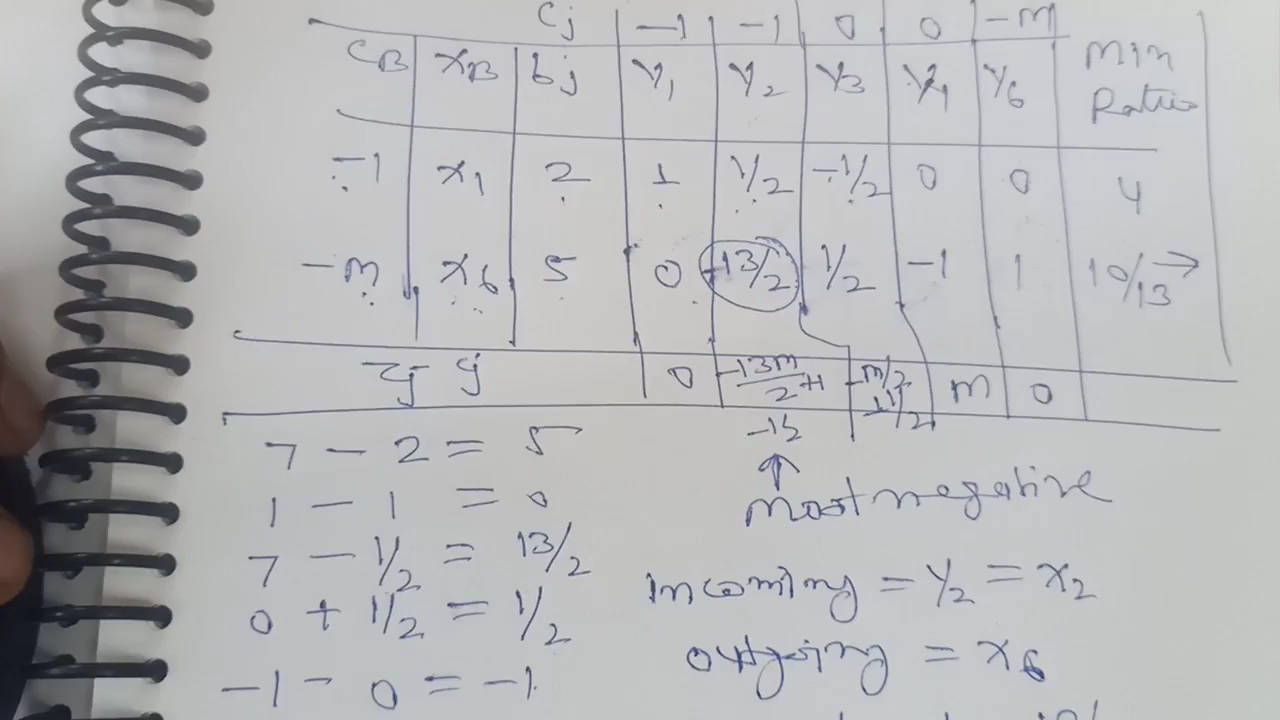 Cj -1 -1 0 0 -M
CB XB bj Y1 Y2 Y3 Y4 Y6 Min Ratio
-1 x1 2 1 1/2 -1/2 0 0 4
-M x6 5 0 13/2 1/2 -1 1 10/13 →
0 -13M/2 + 1/2 -M/2 + 1/2 M 0
7 - 2 = 5
1 - 1 = 0
7 - 1/2 = 13/2
0 + 1/2 = 1/2
-1 - 0 = -1
↑
most negative
incoming = Y2 = x2
outgoing = x6